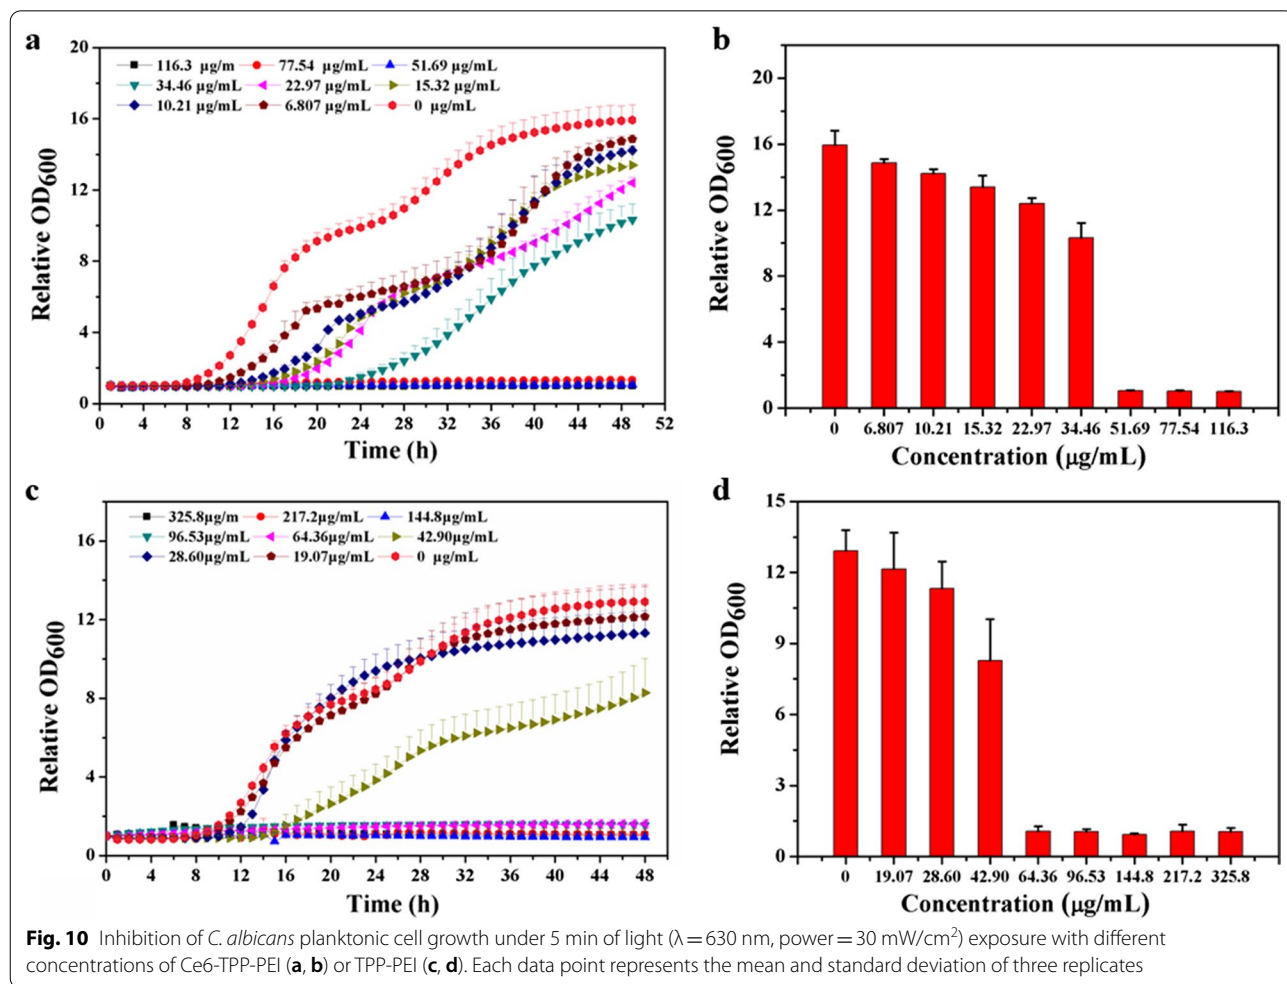 a
20
16
12
8
4
0
Relative OD600
116.3 µg/m 77.54 µg/mL 51.69 µg/mL
34.46 µg/mL 22.97 µg/mL 15.32 µg/mL
10.21 µg/mL 6.807 µg/mL 0 µg/mL
0 4 8 12 16 20 24 28 32 36 40 44 48 52
Time (h)
b
20
16
12
8
4
0
Relative OD600
0 6.807 10.21 15.32 22.97 34.46 51.69 77.54 116.3
Concentration (µg/mL)
c
16
12
8
4
0
Relative OD600
325.8µg/m 217.2µg/mL 144.8µg/mL
96.53µg/mL 64.36µg/mL 42.90µg/mL
28.60µg/mL 19.07µg/mL 0 µg/mL
0 4 8 12 16 20 24 28 32 36 40 44 48
Time (h)
d
15
12
9
6
3
0
Relative OD600
0 19.07 28.60 42.90 64.36 96.53 144.8 217.2 325.8
Concentration (µg/mL)
Fig. 10 Inhibition of C. albicans planktonic cell growth under 5 min of light (λ = 630 nm, power = 30 mW/cm²) exposure with different
concentrations of Ce6-TPP-PEI (a, b) or TPP-PEI (c, d). Each data point represents the mean and standard deviation of three replicates